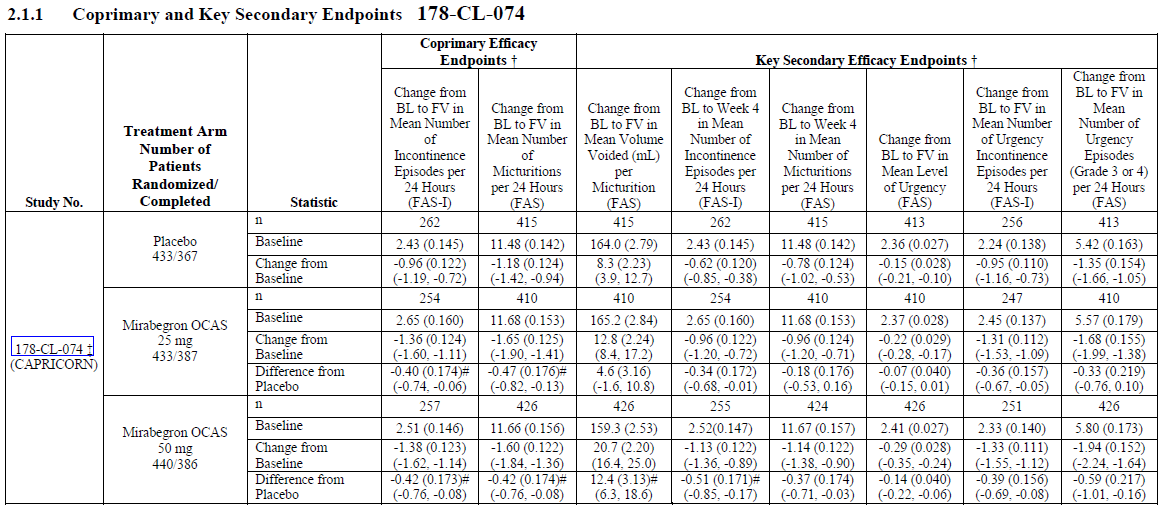 2.1.1 Coprimary and Key Secondary Endpoints 178-CL-074
Coprimary Efficacy
Endpoints †
Key Secondary Efficacy Endpoints †
Study No.
Treatment Arm
Number of
Patients
Randomized/
Completed
Statistic
Change from
BL to FV in
Mean Number
of
Incontinence
Episodes per
24 Hours
(FAS-I)
Change from
BL to FV in
Mean Number
of
Micturitions
per 24 Hours
(FAS)
Change from
BL to FV in
Mean Volume
Voided (mL)
per
Micturition
(FAS)
Change from
BL to Week 4
in Mean
Number of
Incontinence
Episodes per
24 Hours
(FAS-I)
Change from
BL to Week 4
in Mean
Number of
Micturitions
per 24 Hours
(FAS)
Change from
BL to FV in
Mean Level
of Urgency
(FAS)
Change from
BL to FV in
Mean Number
of Urgency
Incontinence
Episodes per
24 Hours
(FAS-I)
Change from
BL to FV in
Mean
Number of
Urgency
Episodes
(Grade 3 or 4)
per 24 Hours
(FAS)
178-CL-074 ‡
(CAPRICORN)
Placebo
433/367
n 262 415 415 262 415 413 256 413
Baseline 2.43 (0.145) 11.48 (0.142) 164.0 (2.79) 2.43 (0.145) 11.48 (0.142) 2.36 (0.027) 2.24 (0.138) 5.42 (0.163)
Change from -0.96 (0.122) -1.18 (0.124) 8.3 (2.23) -0.62 (0.120) -0.78 (0.124) -0.15 (0.028) -0.95 (0.110) -1.35 (0.154)
Baseline (-1.19, -0.72) (-1.42, -0.94) (3.9, 12.7) (-0.85, -0.38) (-1.02, -0.53) (-0.21, -0.10) (-1.16, -0.73) (-1.66, -1.05)
Mirabegron OCAS
25 mg
433/387
n 254 410 410 254 410 410 247 410
Baseline 2.65 (0.160) 11.68 (0.153) 165.2 (2.84) 2.65 (0.160) 11.68 (0.153) 2.37 (0.028) 2.45 (0.137) 5.57 (0.179)
Change from -1.36 (0.124) -1.65 (0.125) 12.8 (2.24) -0.96 (0.122) -0.96 (0.124) -0.22 (0.029) -1.31 (0.112) -1.68 (0.155)
Baseline (-1.60, -1.11) (-1.90, -1.41) (8.4, 17.2) (-1.20, -0.72) (-1.20, -0.71) (-0.28, -0.17) (-1.53, -1.09) (-1.99, -1.38)
Difference from -0.40 (0.174)# -0.47 (0.176)# 4.6 (3.16) -0.34 (0.172) -0.18 (0.176) -0.07 (0.040) -0.36 (0.157) -0.33 (0.219)
Placebo (-0.74, -0.06) (-0.82, -0.13) (-1.6, 10.8) (-0.68, -0.01) (-0.53, 0.16) (-0.15, 0.01) (-0.67, -0.05) (-0.76, 0.10)
Mirabegron OCAS
50 mg
440/386
n 257 426 426 255 424 426 251 426
Baseline 2.51 (0.146) 11.66 (0.156) 159.3 (2.53) 2.52(0.147) 11.67 (0.157) 2.41 (0.027) 2.33 (0.140) 5.80 (0.173)
Change from -1.38 (0.123) -1.60 (0.122) 20.7 (2.20) -1.13 (0.122) -1.14 (0.122) -0.29 (0.028) -1.33 (0.111) -1.94 (0.152)
Baseline (-1.62, -1.14) (-1.84, -1.36) (16.4, 25.0) (-1.36, -0.89) (-1.38, -0.90) (-0.35, -0.24) (-1.55, -1.12) (-2.24, -1.64)
Difference from -0.42 (0.173)# -0.42 (0.174)# 12.4 (3.13)# -0.51 (0.171)# -0.37 (0.174) -0.14 (0.040) -0.39 (0.156) -0.59 (0.217)
Placebo (-0.76, -0.08) (-0.76, -0.08) (6.3, 18.6) (-0.85, -0.17) (-0.71, -0.03) (-0.22, -0.06) (-0.69, -0.08) (-1.01, -0.16)